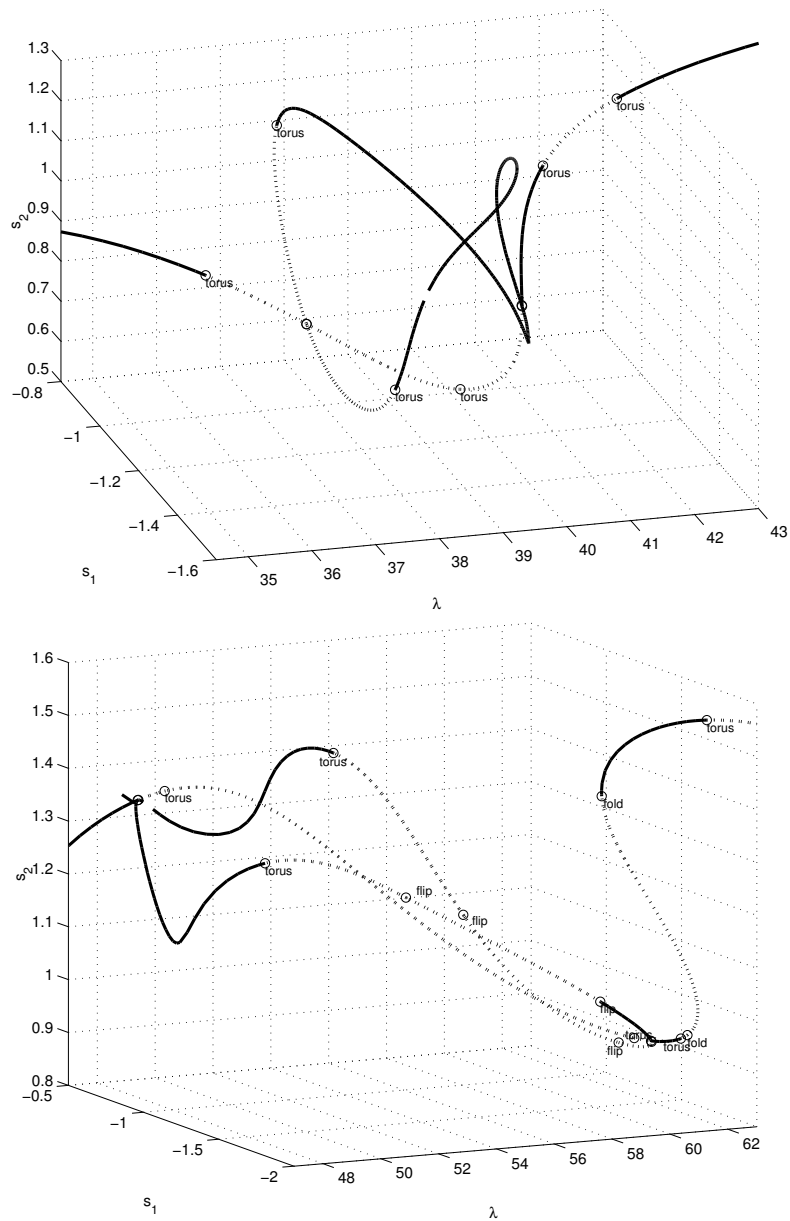 1.3
1.2
1.1
1
0.9
0.8
0.7
0.6
0.5
s2
−0.8
−1
−1.2
−1.4
−1.6
s1
35
36
37
38
39
40
41
42
43
λ
torus
torus
torus
torus
torus
torus
1.6
1.5
1.4
1.3
1.2
1.1
1
0.9
0.8
s2
−0.5
−1
−1.5
−2
s1
48
50
52
54
56
58
60
62
λ
torus
torus
torus
fold
torus
torus
flip
flip
flip
torus
flip
torus
fold